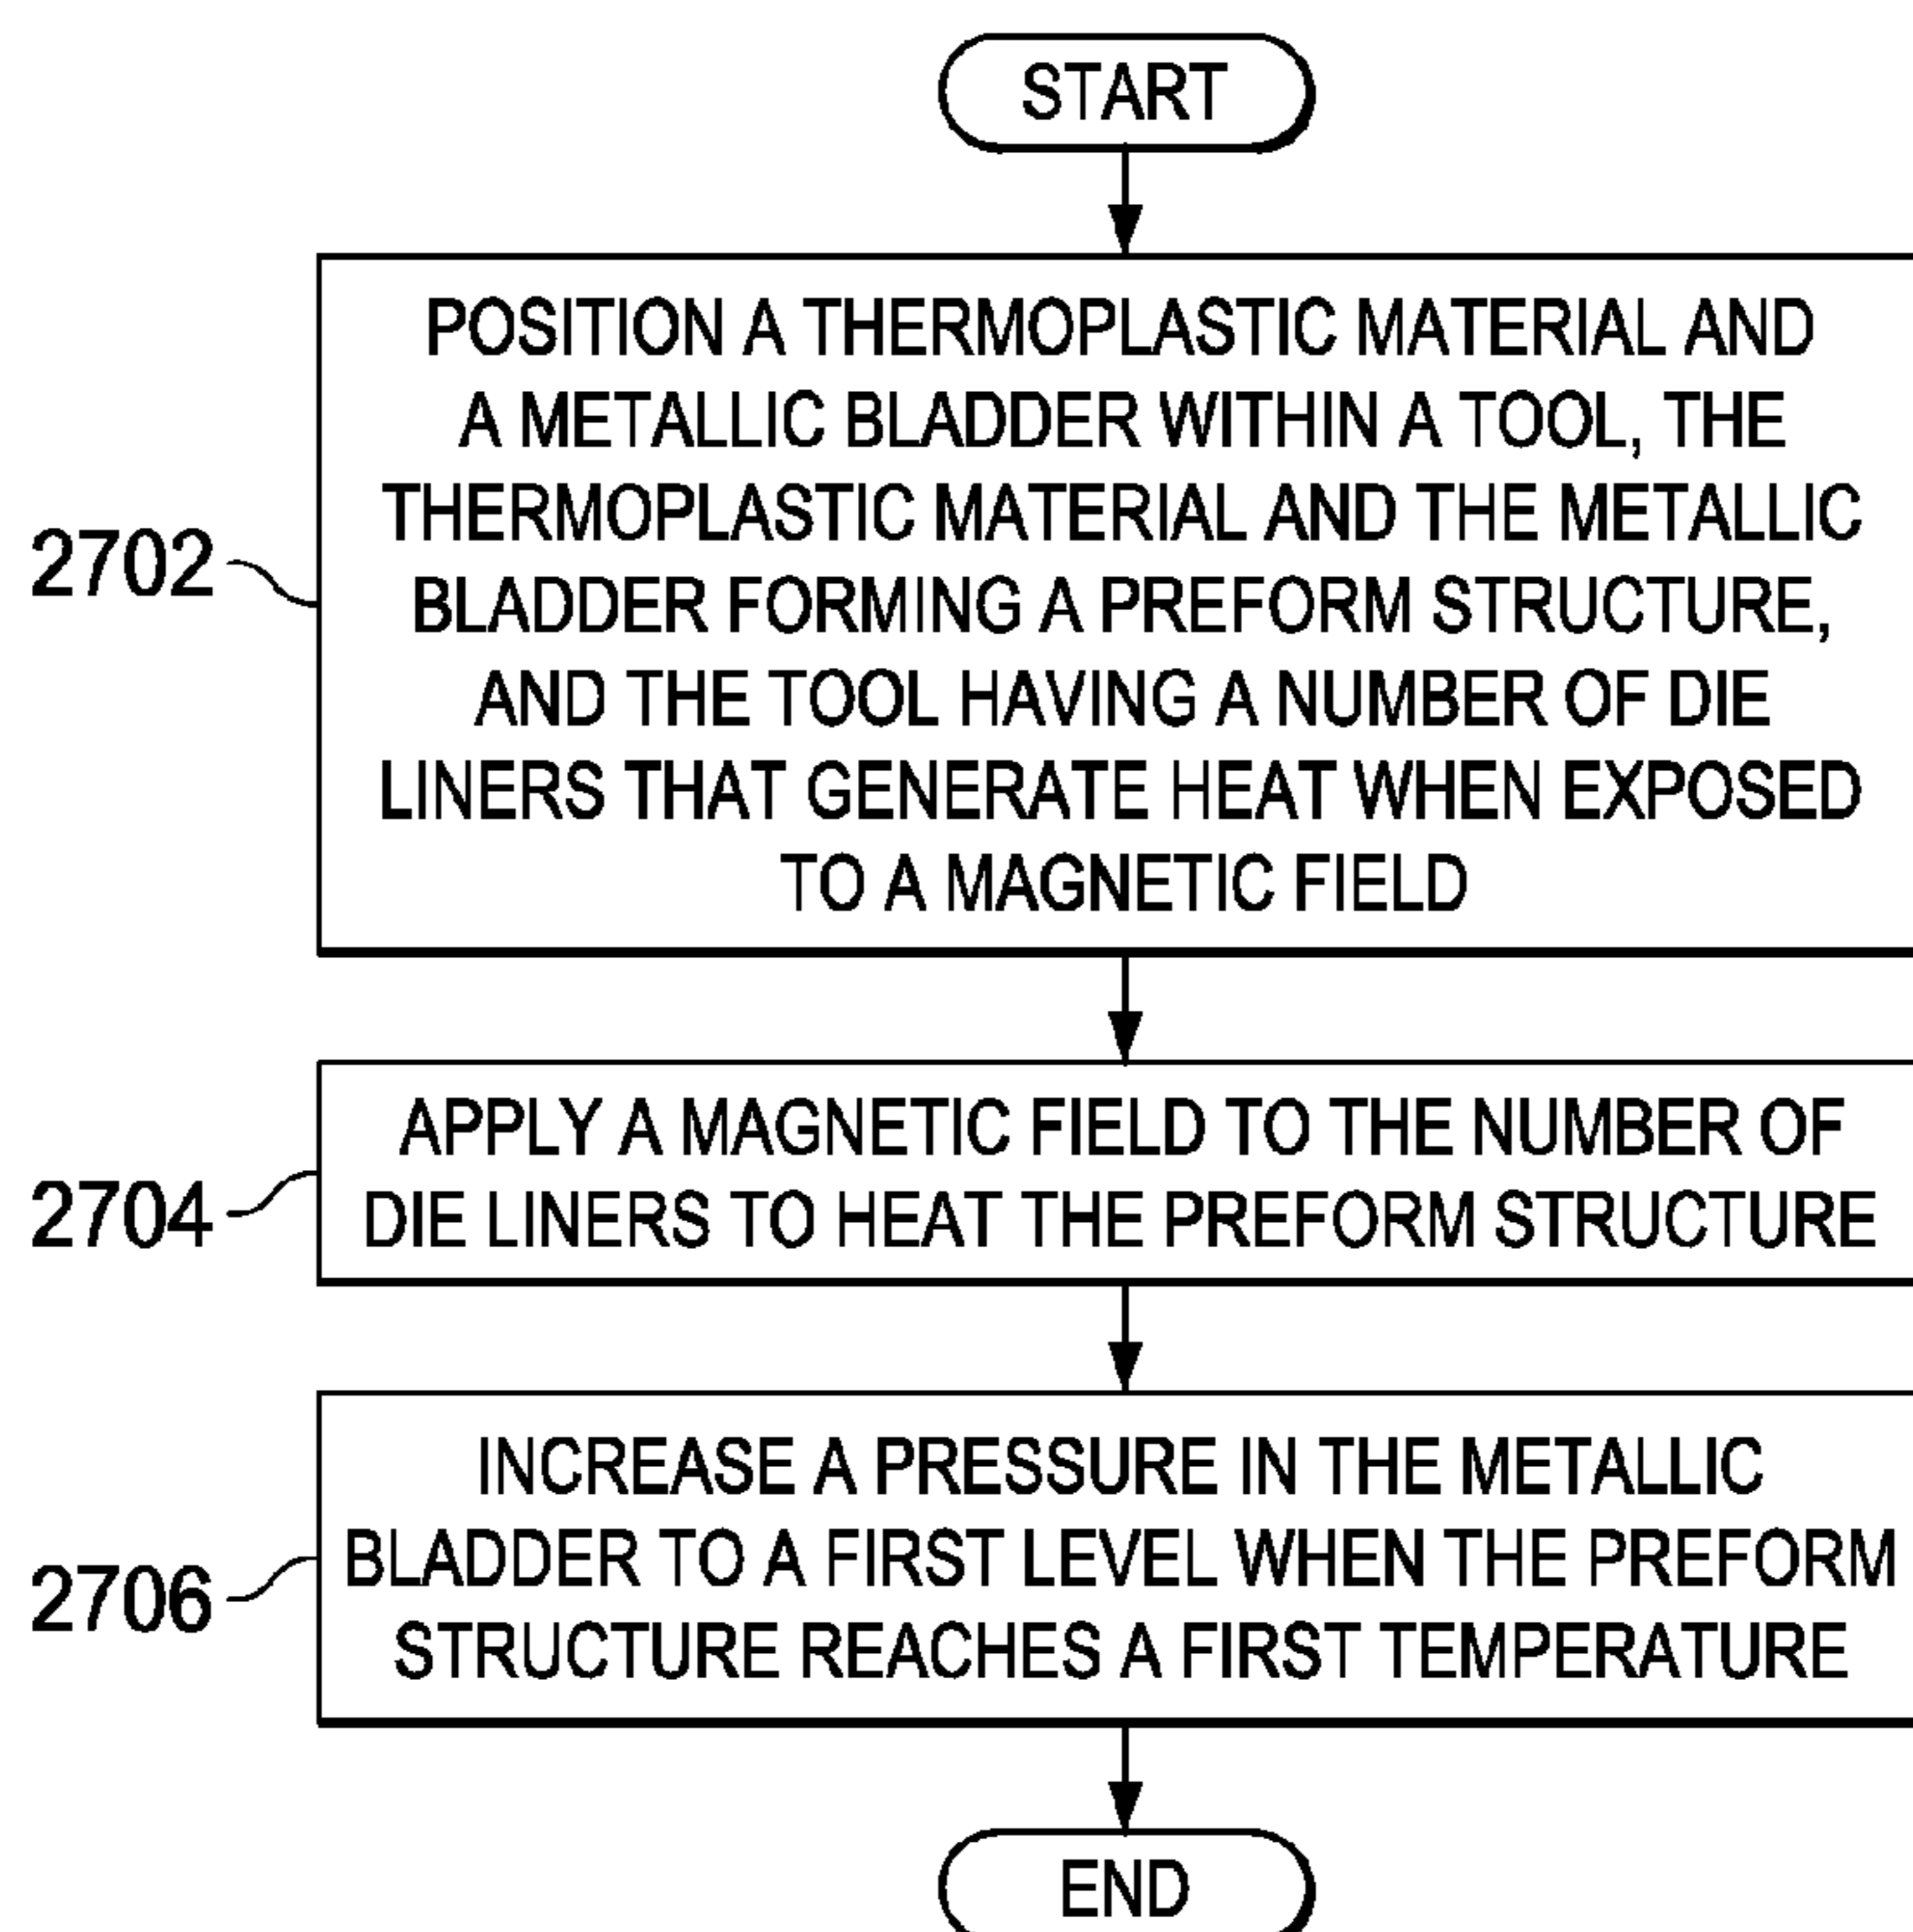 START
POSITION A THERMOPLASTIC MATERIAL AND
A METALLIC BLADDER WITHIN A TOOL, THE
THERMOPLASTIC MATERIAL AND THE METALLIC
BLADDER FORMING A PREFORM STRUCTURE,
AND THE TOOL HAVING A NUMBER OF DIE
LINERS THAT GENERATE HEAT WHEN EXPOSED
TO A MAGNETIC FIELD
2702
APPLY A MAGNETIC FIELD TO THE NUMBER OF
DIE LINERS TO HEAT THE PREFORM STRUCTURE
2704
INCREASE A PRESSURE IN THE METALLIC
BLADDER TO A FIRST LEVEL WHEN THE PREFORM
STRUCTURE REACHES A FIRST TEMPERATURE
2706
END